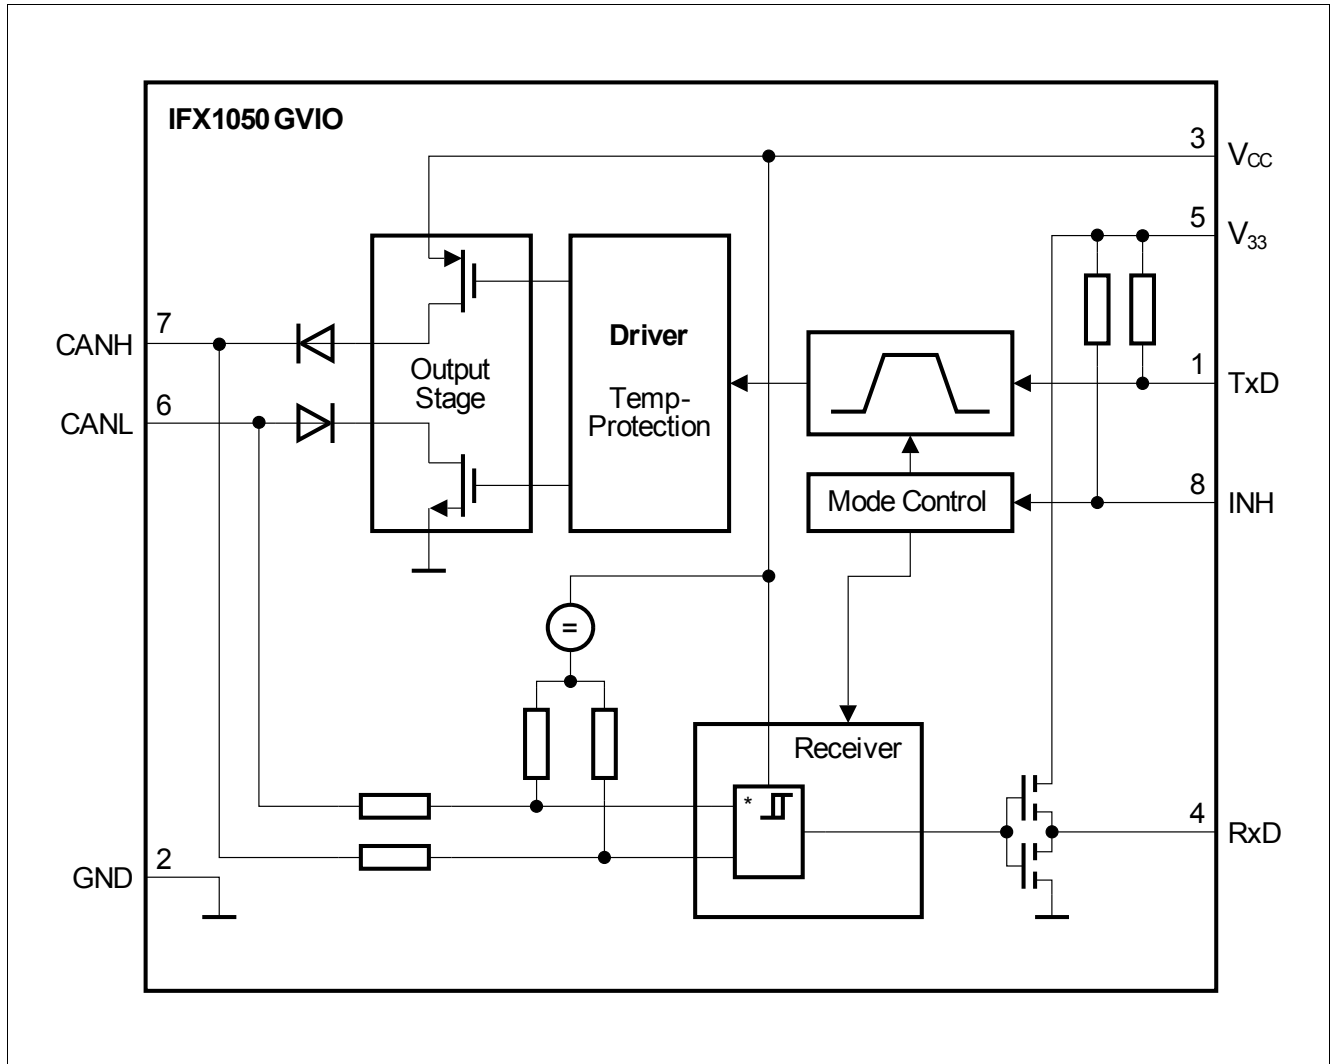 IFX1050 GVIO
3
VCC
5
V33
7
CANH
Driver
Output
Stage
1
TxD
Temp-
Protection
6
CANL
8
INH
Mode Control
=
Receiver
*
4
RxD
2
GND